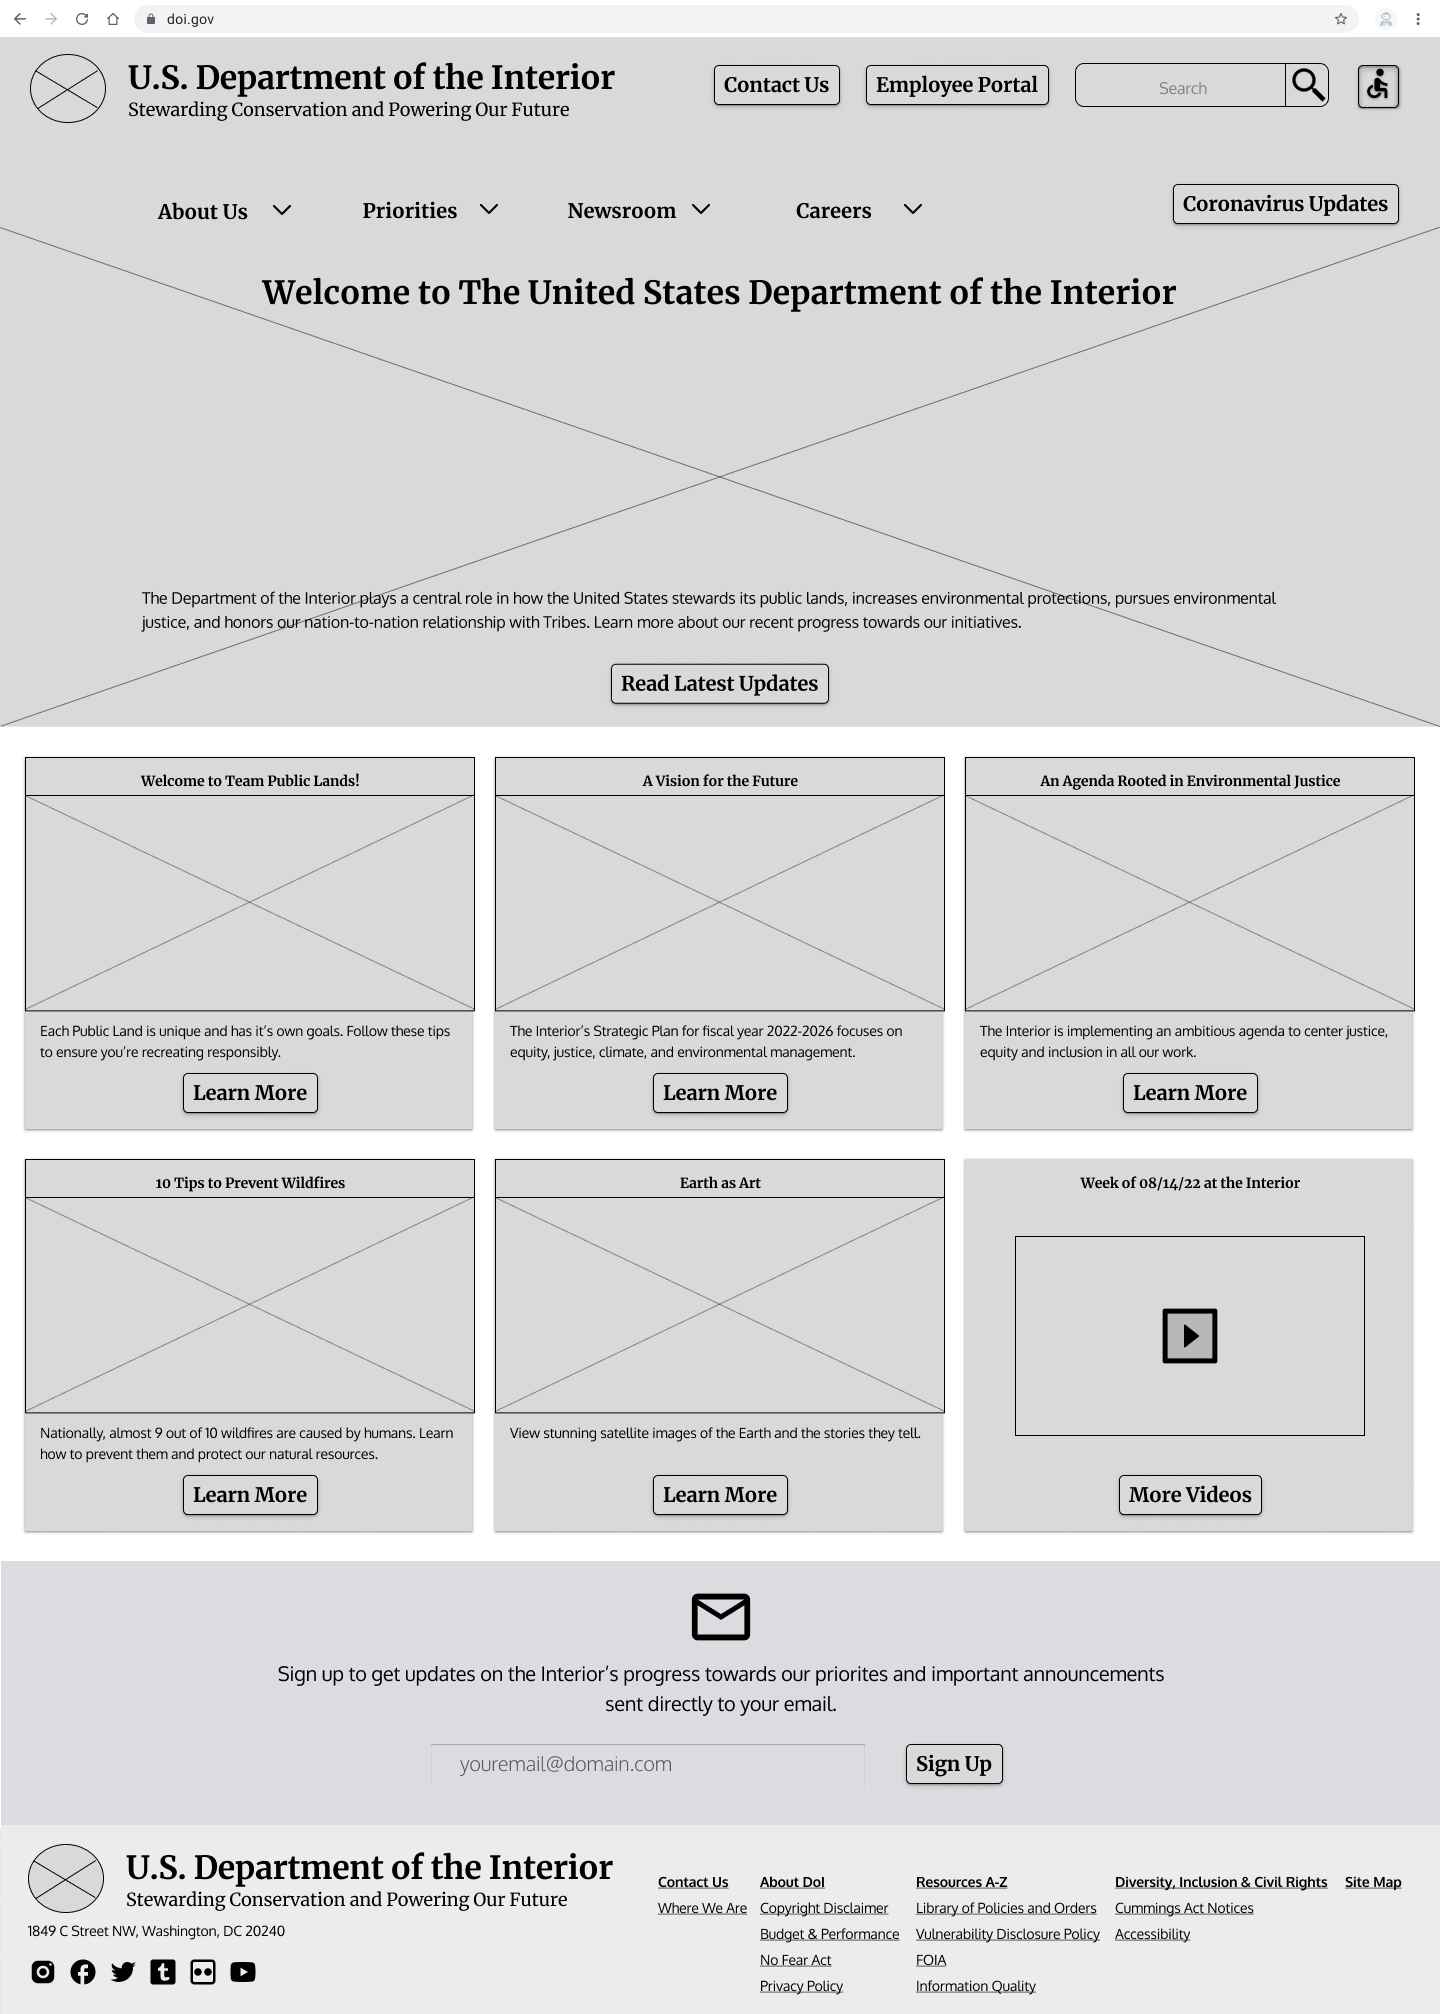 doi.gov
U.S. Department of the Interior
Stewarding Conservation and Powering Our Future
Contact Us
Employee Portal
Search
About Us
Priorities
Newsroom
Careers
Coronavirus Updates
Welcome to The United States Department of the Interior
The Department of the Interior plays a central role in how the United States stewards its public lands, increases environmental protections, pursues environmental
justice, and honors our nation-to-nation relationship with Tribes. Learn more about our recent progress towards our initiatives.
Read Latest Updates
Welcome to Team Public Lands!
Each Public Land is unique and has it's own goals. Follow these tips
to ensure you're recreating responsibly.
Learn More
A Vision for the Future
The Interior's Strategic Plan for fiscal year 2022-2026 focuses on
equity, justice, climate, and environmental management.
Learn More
An Agenda Rooted in Environmental Justice
The Interior is implementing an ambitious agenda to center justice,
equity and inclusion in all our work.
Learn More
10 Tips to Prevent Wildfires
Nationally, almost 9 out of 10 wildfires are caused by humans. Learn
how to prevent them and protect our natural resources.
Learn More
Earth as Art
View stunning satellite images of the Earth and the stories they tell.
Learn More
Week of 08/14/22 at the Interior
More Videos
Sign up to get updates on the Interior's progress towards our priorites and important announcements
sent directly to your email.
youremail@domain.com
Sign Up
U.S. Department of the Interior
Stewarding Conservation and Powering Our Future
1849 C Street NW, Washington, DC 20240
Contact Us
Where We Are
About DoI
Copyright Disclaimer
Budget & Performance
No Fear Act
Privacy Policy
Resources A-Z
Library of Policies and Orders
Vulnerability Disclosure Policy
FOIA
Information Quality
Diversity, Inclusion & Civil Rights
Cummings Act Notices
Accessibility
Site Map